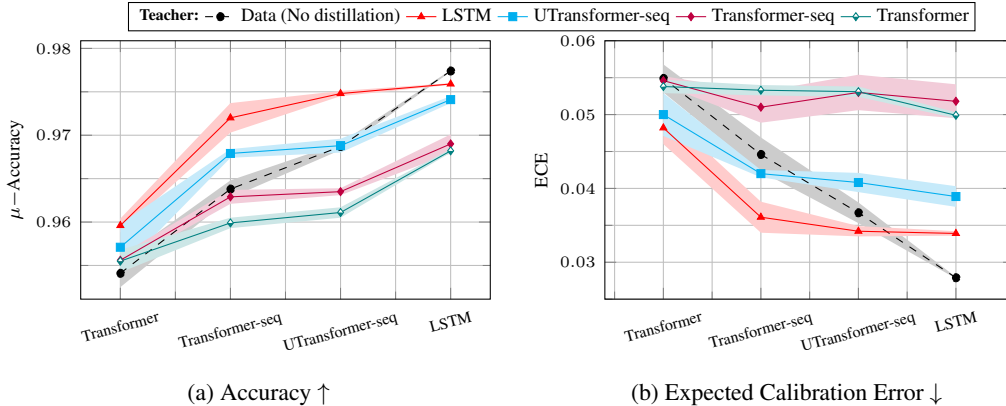 Teacher: Data (No distillation) LSTM UTransformer-seq Transformer-seq Transformer
0.98
0.97
0.96
μ−Accuracy
Transformer
Transformer-seq
UTransformer-seq
LSTM
(a) Accuracy ↑
0.06
0.05
0.04
0.03
ECE
Transformer
Transformer-seq
UTransformer-seq
LSTM
(b) Expected Calibration Error ↓